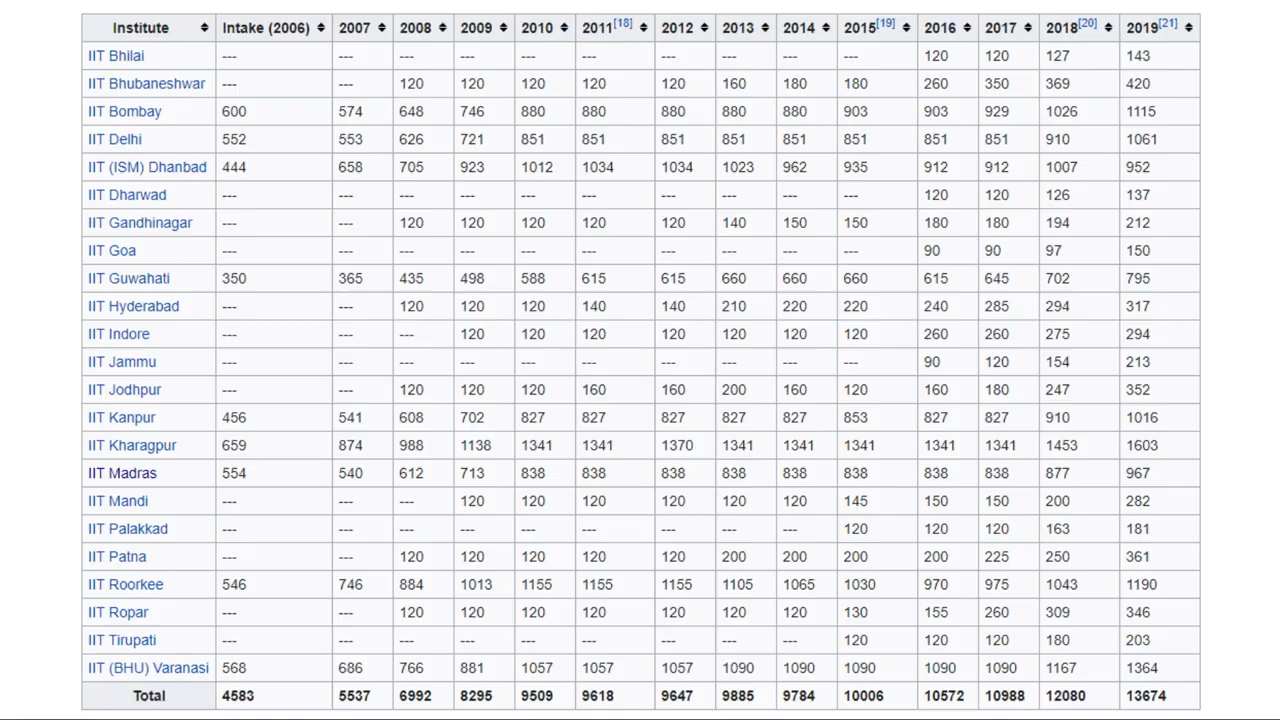 Institute Intake (2006) 2007 2008 2009 2010 2011[18] 2012 2013 2014 2015[19] 2016 2017 2018[20] 2019[21]
IIT Bhilai --- --- --- --- --- --- --- --- --- --- 120 120 127 143
IIT Bhubaneshwar --- --- 120 120 120 120 120 160 180 180 260 350 369 420
IIT Bombay 600 574 648 746 880 880 880 880 880 903 903 929 1026 1115
IIT Delhi 552 553 626 721 851 851 851 851 851 851 851 851 910 1061
IIT (ISM) Dhanbad 444 658 705 923 1012 1034 1034 1023 962 935 912 912 1007 952
IIT Dharwad --- --- --- --- --- --- --- --- --- --- 120 120 126 137
IIT Gandhinagar --- --- 120 120 120 120 120 140 150 150 180 180 194 212
IIT Goa --- --- --- --- --- --- --- --- --- --- 90 90 97 150
IIT Guwahati 350 365 435 498 588 615 615 660 660 660 615 645 702 795
IIT Hyderabad --- --- 120 120 120 140 140 210 220 220 240 285 294 317
IIT Indore --- --- --- 120 120 120 120 120 120 120 260 260 275 294
IIT Jammu --- --- --- --- --- --- --- --- --- --- 90 120 154 213
IIT Jodhpur --- --- 120 120 120 160 160 200 160 120 160 180 247 352
IIT Kanpur 456 541 608 702 827 827 827 827 827 853 827 827 910 1016
IIT Kharagpur 659 874 988 1138 1341 1341 1370 1341 1341 1341 1341 1341 1453 1603
IIT Madras 554 540 612 713 838 838 838 838 838 838 838 838 877 967
IIT Mandi --- --- --- 120 120 120 120 120 120 145 150 150 200 282
IIT Palakkad --- --- --- --- --- --- --- --- --- 120 120 120 163 181
IIT Patna --- --- 120 120 120 120 120 200 200 200 200 225 250 361
IIT Roorkee 546 746 884 1013 1155 1155 1155 1105 1065 1030 970 975 1043 1190
IIT Ropar --- --- 120 120 120 120 120 120 120 130 155 260 309 346
IIT Tirupati --- --- --- --- --- --- --- --- --- 120 120 120 180 203
IIT (BHU) Varanasi 568 686 766 881 1057 1057 1057 1090 1090 1090 1090 1090 1167 1364
Total 4583 5537 6992 8295 9509 9618 9647 9885 9784 10006 10572 10988 12080 13674